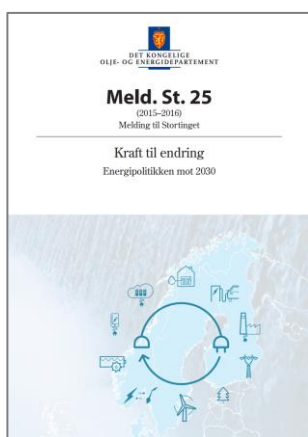 DET KONGELIGE
OLJE- OG ENERGIDEPARTEMENT
Meld. St. 25
(2015–2016)
Melding til Stortinget
Kraft til endring
Energipolitikken mot 2030